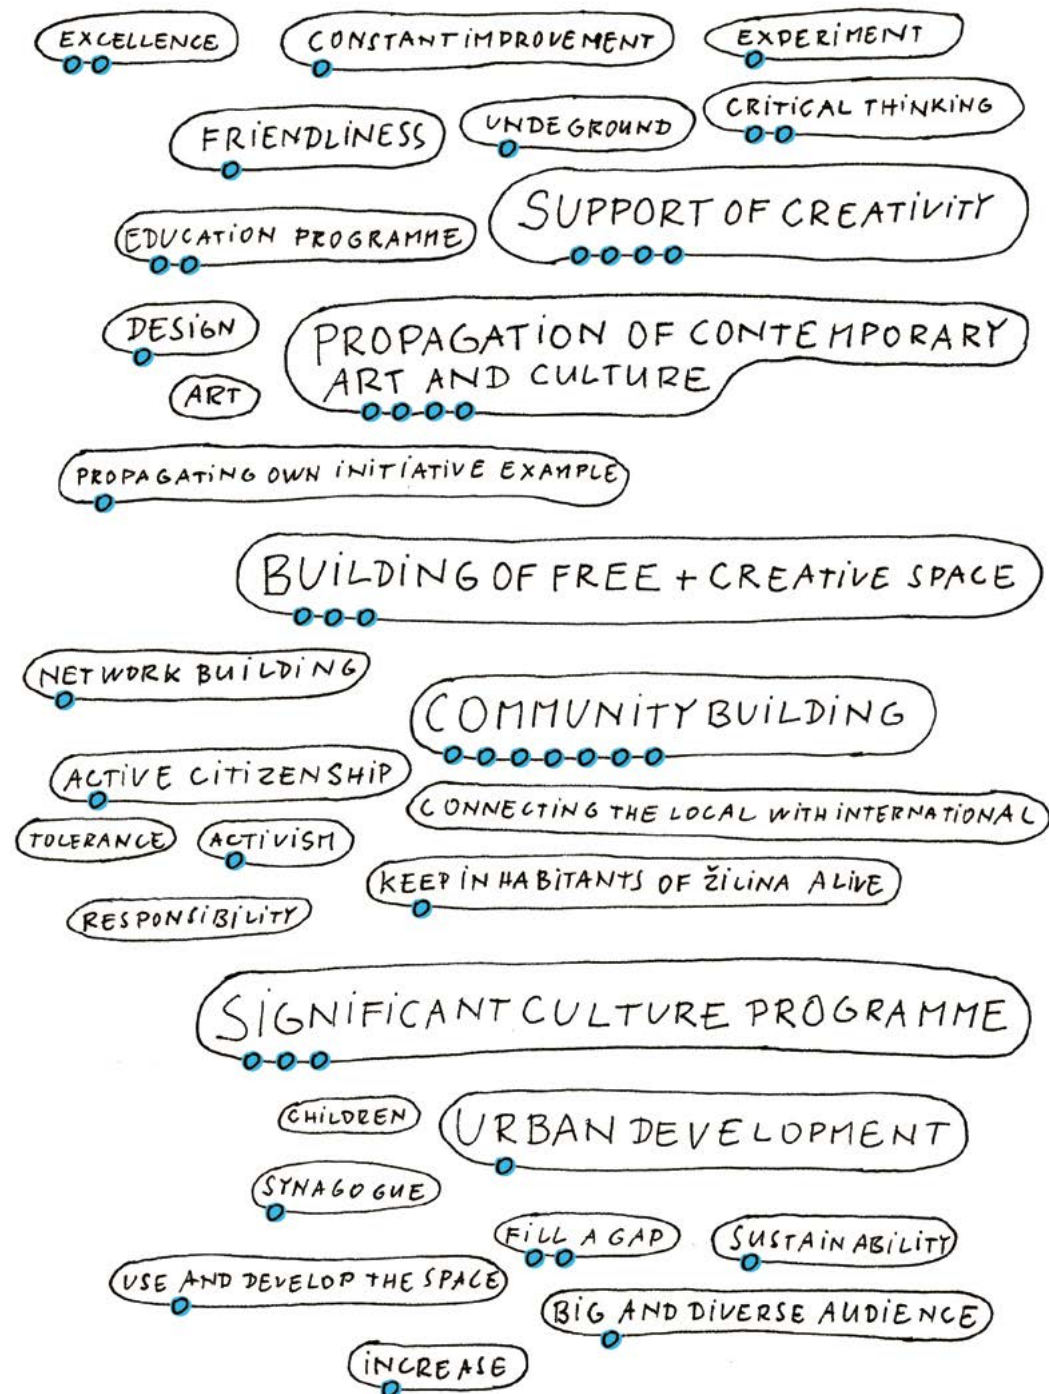 EXCELLENCE
CONSTANT IMPROVEMENT
EXPERIMENT
FRIENDLINESS
UNDEGROUND
CRITICAL THINKING
EDUCATION PROGRAMME
SUPPORT OF CREATIVITY
DESIGN
PROPAGATION OF CONTEMPORARY
ART AND CULTURE
ART
PROPAGATING OWN INITIATIVE EXAMPLE
BUILDING OF FREE + CREATIVE SPACE
NETWORK BUILDING
COMMUNITY BUILDING
ACTIVE CITIZENSHIP
CONNECTING THE LOCAL WITH INTERNATIONAL
TOLERANCE
ACTIVISM
KEEP INHABITANTS OF ŽILINA ALIVE
RESPONSIBILITY
SIGNIFICANT CULTURE PROGRAMME
CHILDREN
URBAN DEVELOPMENT
SYNAGOGUE
FILL A GAP
SUSTAINABILITY
USE AND DEVELOP THE SPACE
BIG AND DIVERSE AUDIENCE
INCREASE